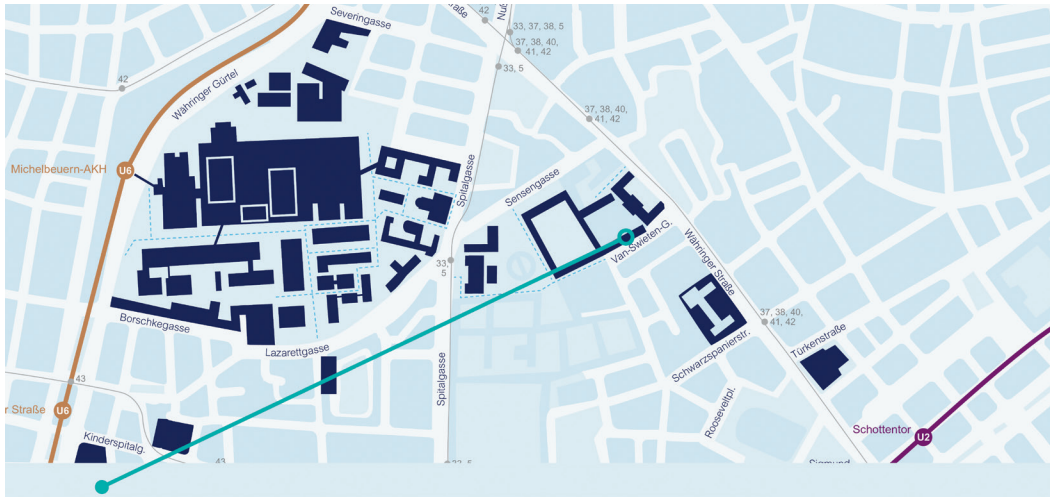 Severingasse
42
33, 37, 38, 5
37, 38, 40,
41, 42
33, 5
42
Währinger Gürtel
37, 38, 40,
41, 42
Michelbeuern-AKH
U6
Spitalgasse
Sensengasse
Van-Swieten-G.
Währinger Straße
33,
5
Borschkegasse
Lazarettgasse
37, 38, 40,
41, 42
Türkenstraße
Schwarzspanierstr.
Spitalgasse
43
r Straße
U6
Rooseveltpl.
Schottentor
U2
Kinderspitalg.
43